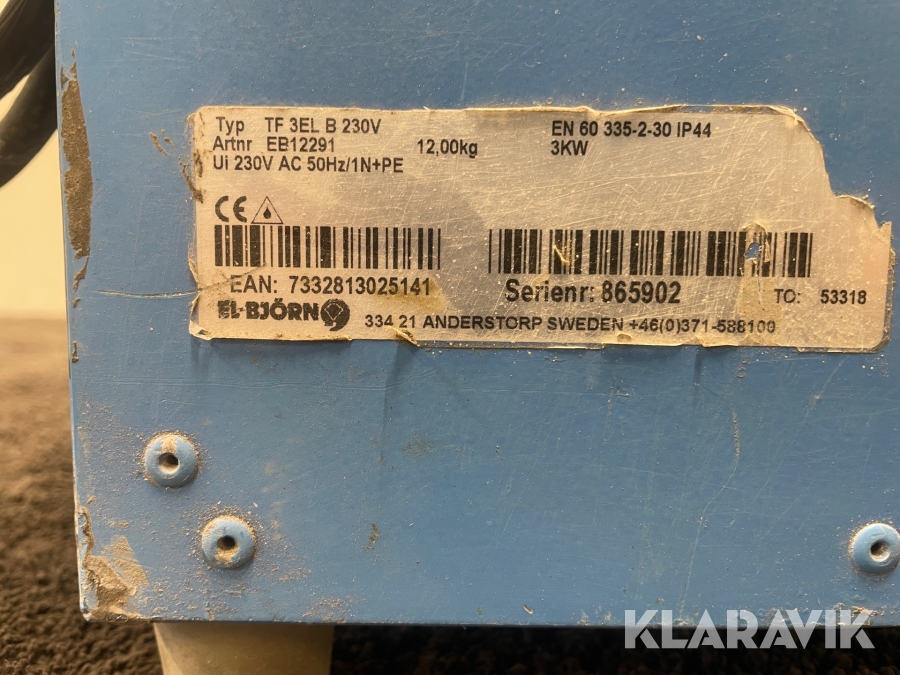 Typ TF 3EL B 230V
Artnr EB12291 12,00kg
Ui 230V AC 50Hz/1N+PE
EN 60 335-2-30 IP44
3KW
CE
EAN: 7332813025141
Serienr: 865902
TO: 53318
EL-BJÖRN
334 21 ANDERSTORP SWEDEN +46(0)371-588100
KLARAVIK